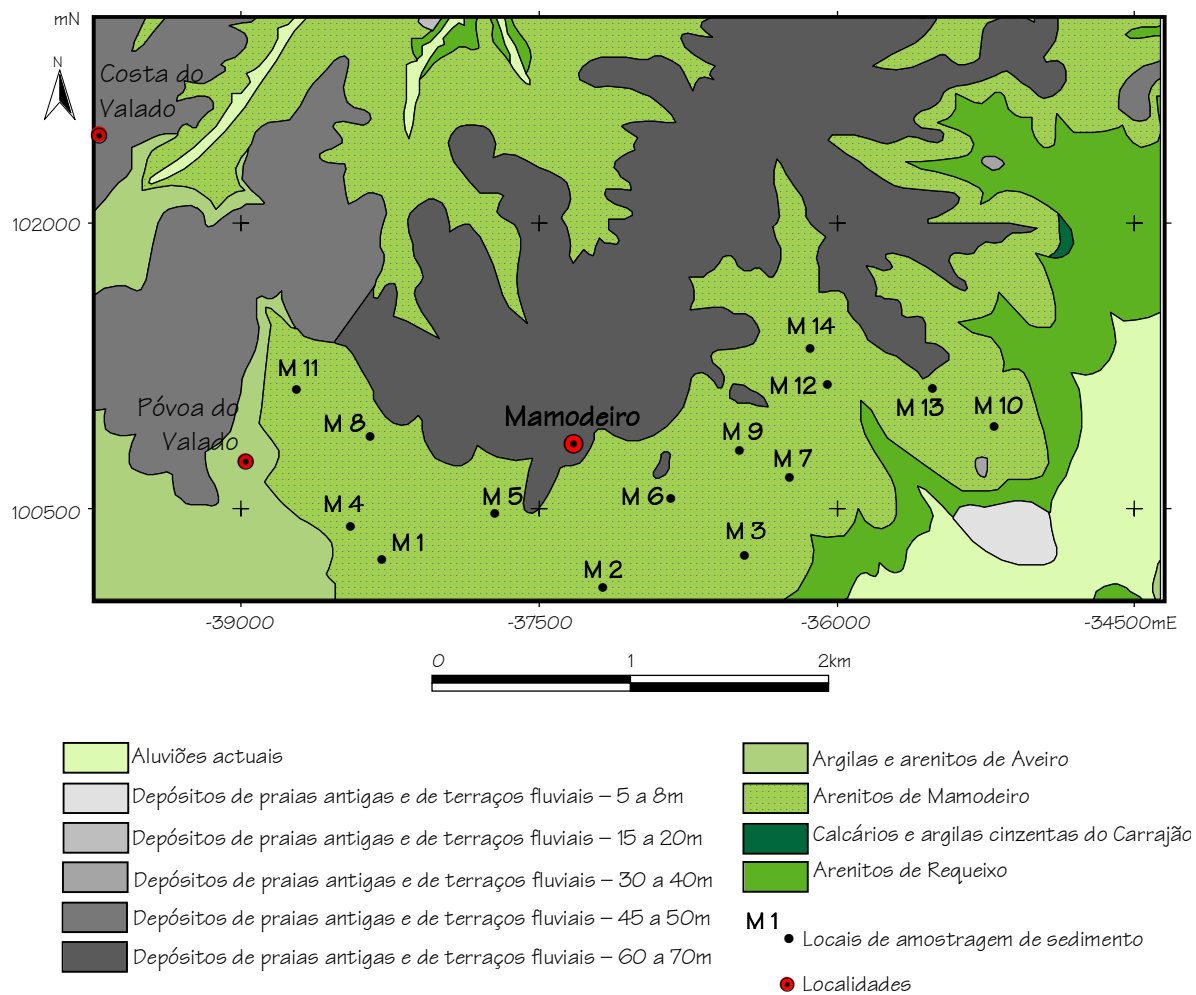 mN
N
Costa do
Valado
102000
M 14
M 11
M 12
Póvoa do
Valado
Mamodeiro
M 8
M 13
M 10
M 9
M 7
M 4
M 5
M 6
100500
M 1
M 3
M 2
-39000
-37500
-36000
-34500mE
0
1
2km
Aluviões actuais
Depósitos de praias antigas e de terraços fluviais – 5 a 8m
Depósitos de praias antigas e de terraços fluviais – 15 a 20m
Depósitos de praias antigas e de terraços fluviais – 30 a 40m
Depósitos de praias antigas e de terraços fluviais – 45 a 50m
Depósitos de praias antigas e de terraços fluviais – 60 a 70m
Argilas e arenitos de Aveiro
Arenitos de Mamodeiro
Calcários e argilas cinzentas do Carrajão
Arenitos de Requeixo
M 1
Locais de amostragem de sedimento
Localidades